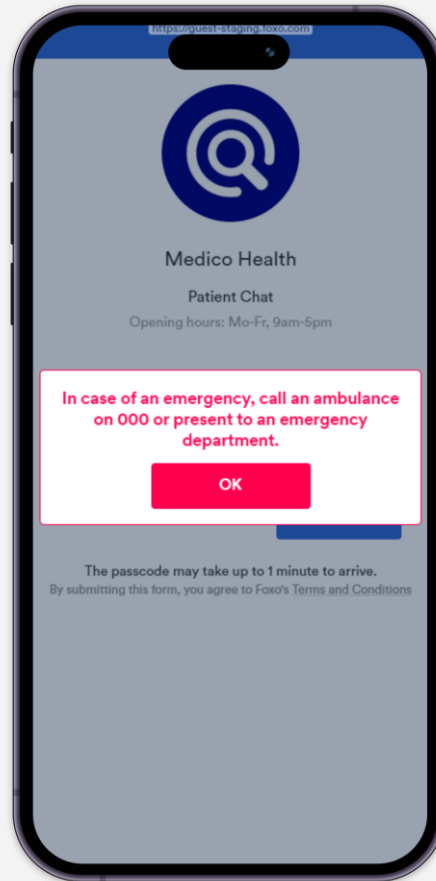 https://guest-staging.foxo.com
Medico Health
Patient Chat
Opening hours: Mo-Fr, 9am-5pm
In case of an emergency, call an ambulance
on 000 or present to an emergency
department.
OK
The passcode may take up to 1 minute to arrive.
By submitting this form, you agree to Foxo's Terms and Conditions